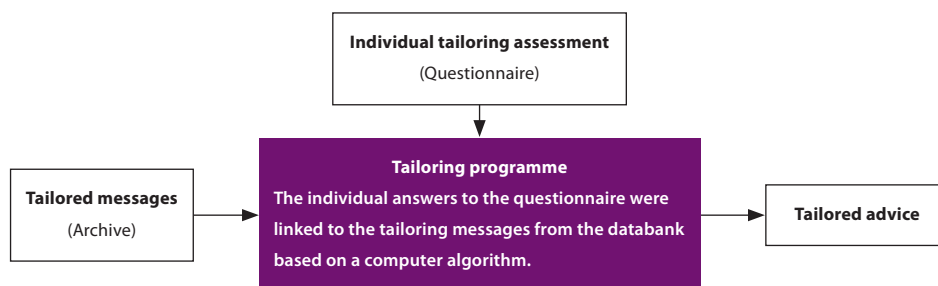 Individual tailoring assessment
(Questionnaire)
Tailored messages
(Archive)
Tailoring programme
The individual answers to the questionnaire were
linked to the tailoring messages from the databank
based on a computer algorithm.
Tailored advice